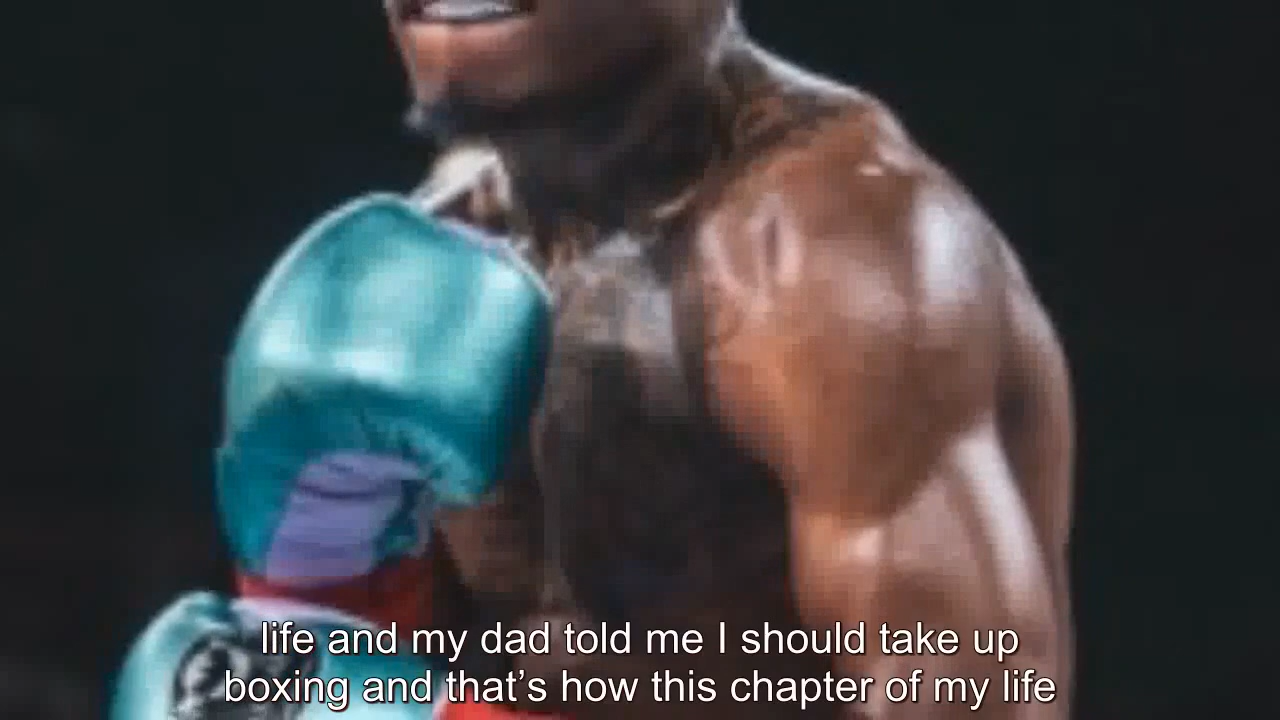 life and my dad told me I should take up
boxing and that’s how this chapter of my life